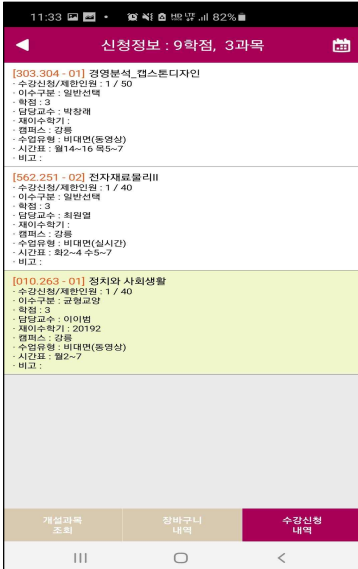 11:33 82%
신청정보 : 9학점, 3과목
[303.304 - 01] 경영분석_캡스톤디자인
· 수강신청/제한인원 : 1 / 50
· 이수구분 : 일반선택
· 학점 : 3
· 담당교수 : 박창래
· 재이수학기 :
· 캠퍼스 : 강릉
· 수업유형 : 비대면(동영상)
· 시간표 : 월14~16 목5~7
· 비고 :
[562.251 - 02] 전자재료물리II
· 수강신청/제한인원 : 1 / 40
· 이수구분 : 일반선택
· 학점 : 3
· 담당교수 : 최원열
· 재이수학기 :
· 캠퍼스 : 강릉
· 수업유형 : 비대면(실시간)
· 시간표 : 화2~4 수5~7
· 비고 :
[010.263 - 01] 정치와 사회생활
· 수강신청/제한인원 : 1 / 40
· 이수구분 : 균형교양
· 학점 : 3
· 담당교수 : 이이범
· 재이수학기 : 20192
· 캠퍼스 : 강릉
· 수업유형 : 비대면(동영상)
· 시간표 : 월2~7
· 비고 :
개설과목 장바구니 수강신청
조회 내역 내역